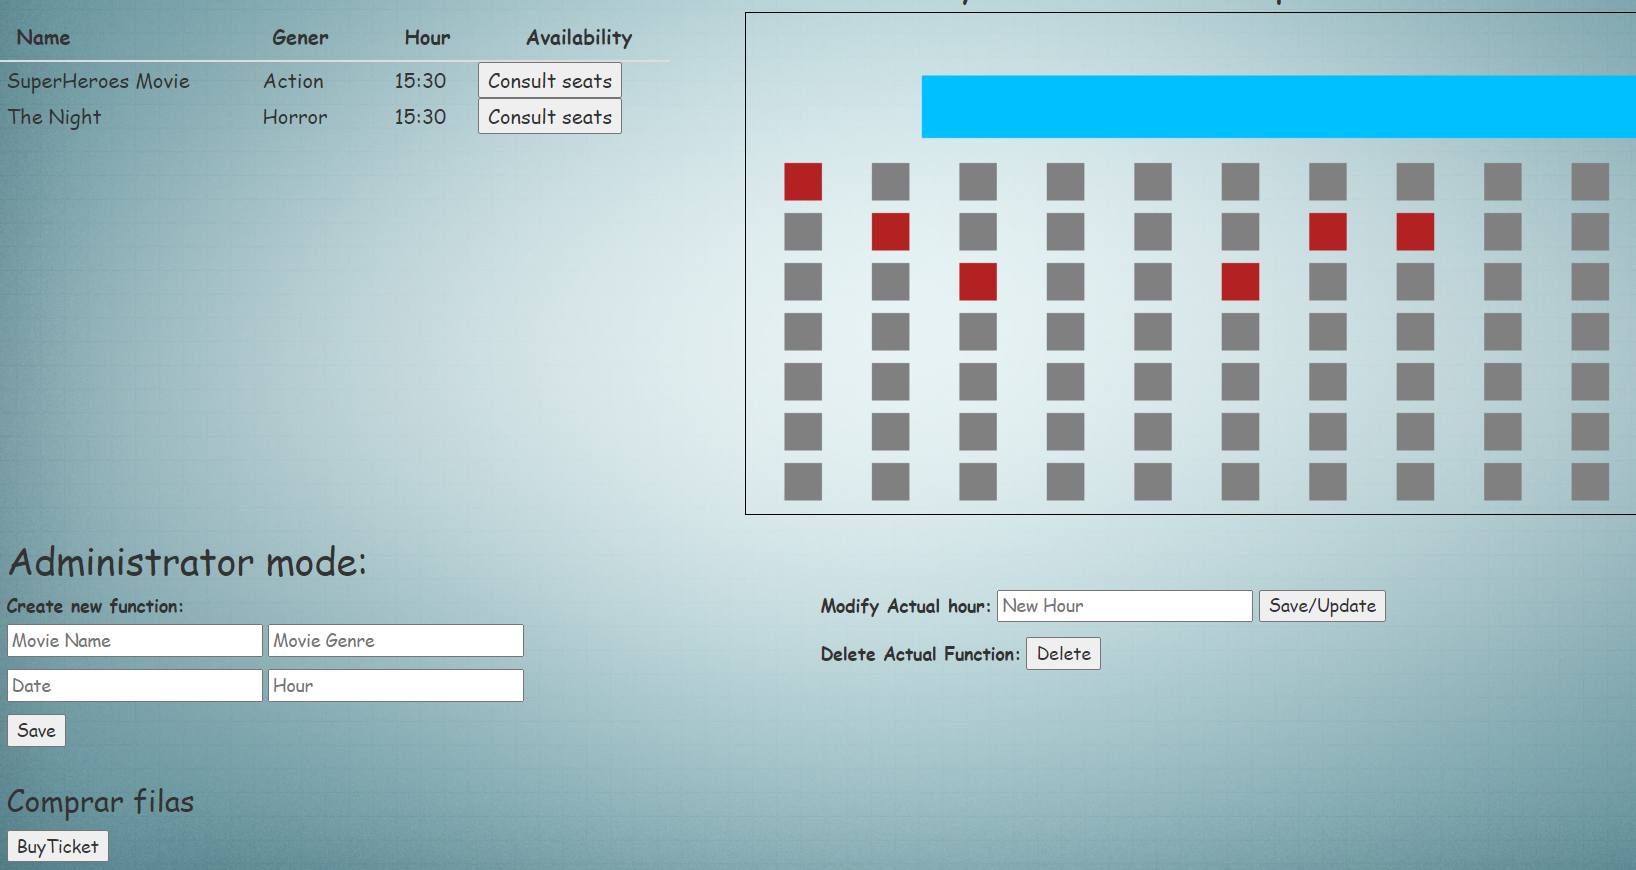 Name Gener Hour Availability
SuperHeroes Movie Action 15:30 Consult seats
The Night Horror 15:30 Consult seats
Administrator mode:
Create new function:
Movie Name Movie Genre
Date Hour
Save
Modify Actual hour: New Hour Save/Update
Delete Actual Function: Delete
Comprar filas
BuyTicket